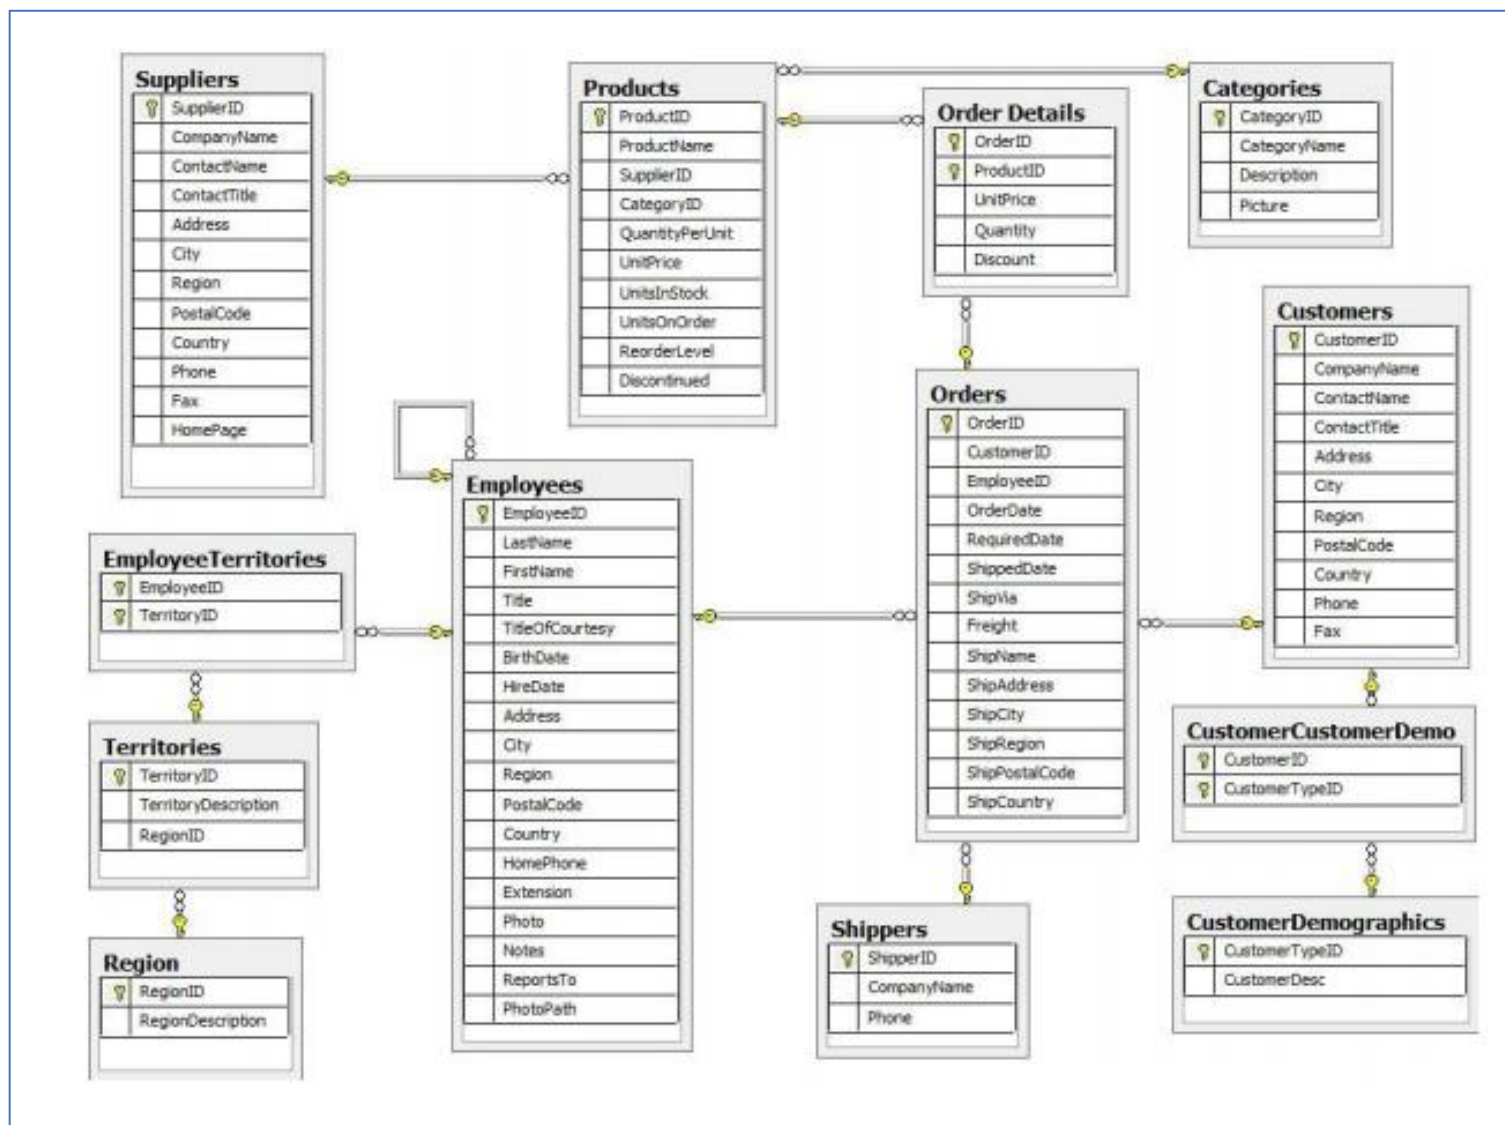 Suppliers
SupplierID
CompanyName
ContactName
ContactTitle
Address
City
Region
PostalCode
Country
Phone
Fax
HomePage
Products
ProductID
ProductName
SupplierID
CategoryID
QuantityPerUnit
UnitPrice
UnitsInStock
UnitsOnOrder
ReorderLevel
Discontinued
Order Details
OrderID
ProductID
UnitPrice
Quantity
Discount
Categories
CategoryID
CategoryName
Description
Picture
Customers
CustomerID
CompanyName
ContactName
ContactTitle
Address
City
Region
PostalCode
Country
Phone
Fax
Orders
OrderID
CustomerID
EmployeeID
OrderDate
RequiredDate
ShippedDate
ShipVia
Freight
ShipName
ShipAddress
ShipCity
ShipRegion
ShipPostalCode
ShipCountry
Employees
EmployeeID
LastName
FirstName
Title
TitleOfCourtesy
BirthDate
HireDate
Address
City
Region
PostalCode
Country
HomePhone
Extension
Photo
Notes
ReportsTo
PhotoPath
EmployeeTerritories
EmployeeID
TerritoryID
Territories
TerritoryID
TerritoryDescription
RegionID
Region
RegionID
RegionDescription
Shippers
ShipperID
CompanyName
Phone
CustomerCustomerDemo
CustomerID
CustomerTypeID
CustomerDemographics
CustomerTypeID
CustomerDesc